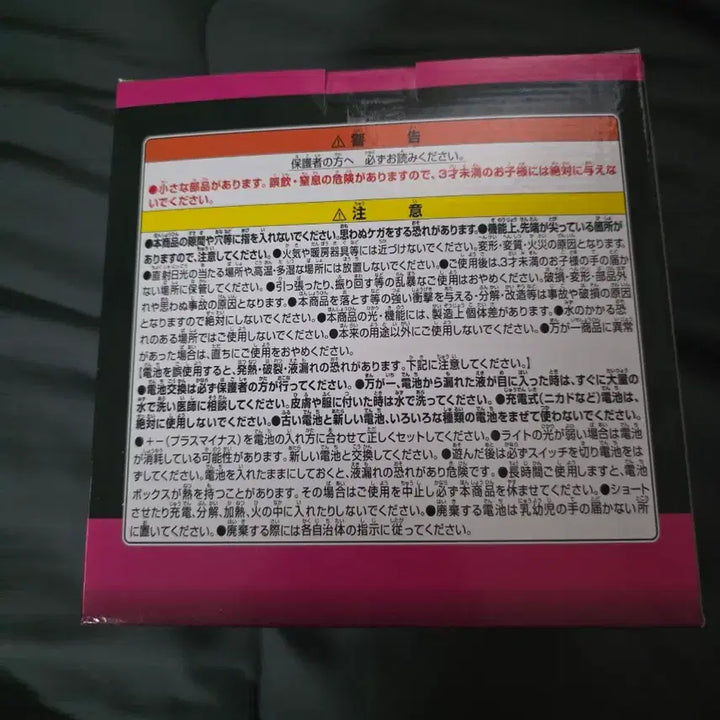 ⚠警 告
保護者の方へ 必ずお読みください。
●小さな部品があります。誤飲・窒息の危険がありますので、3才未満のお子様には絶対に与えな
いでください。
⚠注 意
●本商品の隙間や穴等に指を入れないでください。思わぬケガをする恐れがあります。●機能上、先端が尖っている箇所が
ありますので、注意してください。●火気や暖房器具等には近づけないでください。変形・変質・火災の原因となります。
●直射日光の当たる場所や、高温・多湿な場所には放置しないでください。●ご使用後は3才未満のお子様の手の届か
ない場所に保管してください。●引っ張ったり、振り回す等の乱暴なご使用はおやめください。破損・変形・部品外
れや思わぬ事故の原因となります。●本商品を落とす等の強い衝撃を与える・分解・改造等は事故や破損の原因
となりますので絶対にしないでください。●本商品の光・機能には、製造上個体差があります。●水のかかる恐
れのある場所ではご使用しないでください。●本来の用途以外にご使用しないでください。●万が一商品に異常
があった場合は、直ちにご使用をおやめください。
【電池を誤使用すると、発熱・破裂・液漏れの恐れがあります。下記に注意してください。】
●電池交換は必ず保護者の方が行ってください。●万が一、電池から漏れた液が目に入った時は、すぐに大量の
水で洗い医師に相談してください。皮膚や服に付いた時は水で洗ってください。●充電式(ニカドなど)電池は、
絶対に使用しないでください。●古い電池と新しい電池、いろいろな種類の電池をまぜて使わないでください。
●+−(プラスマイナス)を電池の入れ方に合わせて正しくセットしてください。●ライトの光が弱い場合は電池
が消耗している可能性があります。新しい電池と交換してください。●遊んだ後は必ずスイッチを切り電池をは
ずしてください。電池を入れたままにしておくと、液漏れの恐れがあり危険です。●長時間ご使用しますと、電池
ボックスが熱を持つことがあります。その場合はご使用を中止し必ず本商品を休ませてください。●ショート
させたり充電、分解、加熱、火の中に入れたりしないでください。●廃棄する電池は乳幼児の手の届かない所
に置いてください。●廃棄する際には各自治体の指示に従ってください。